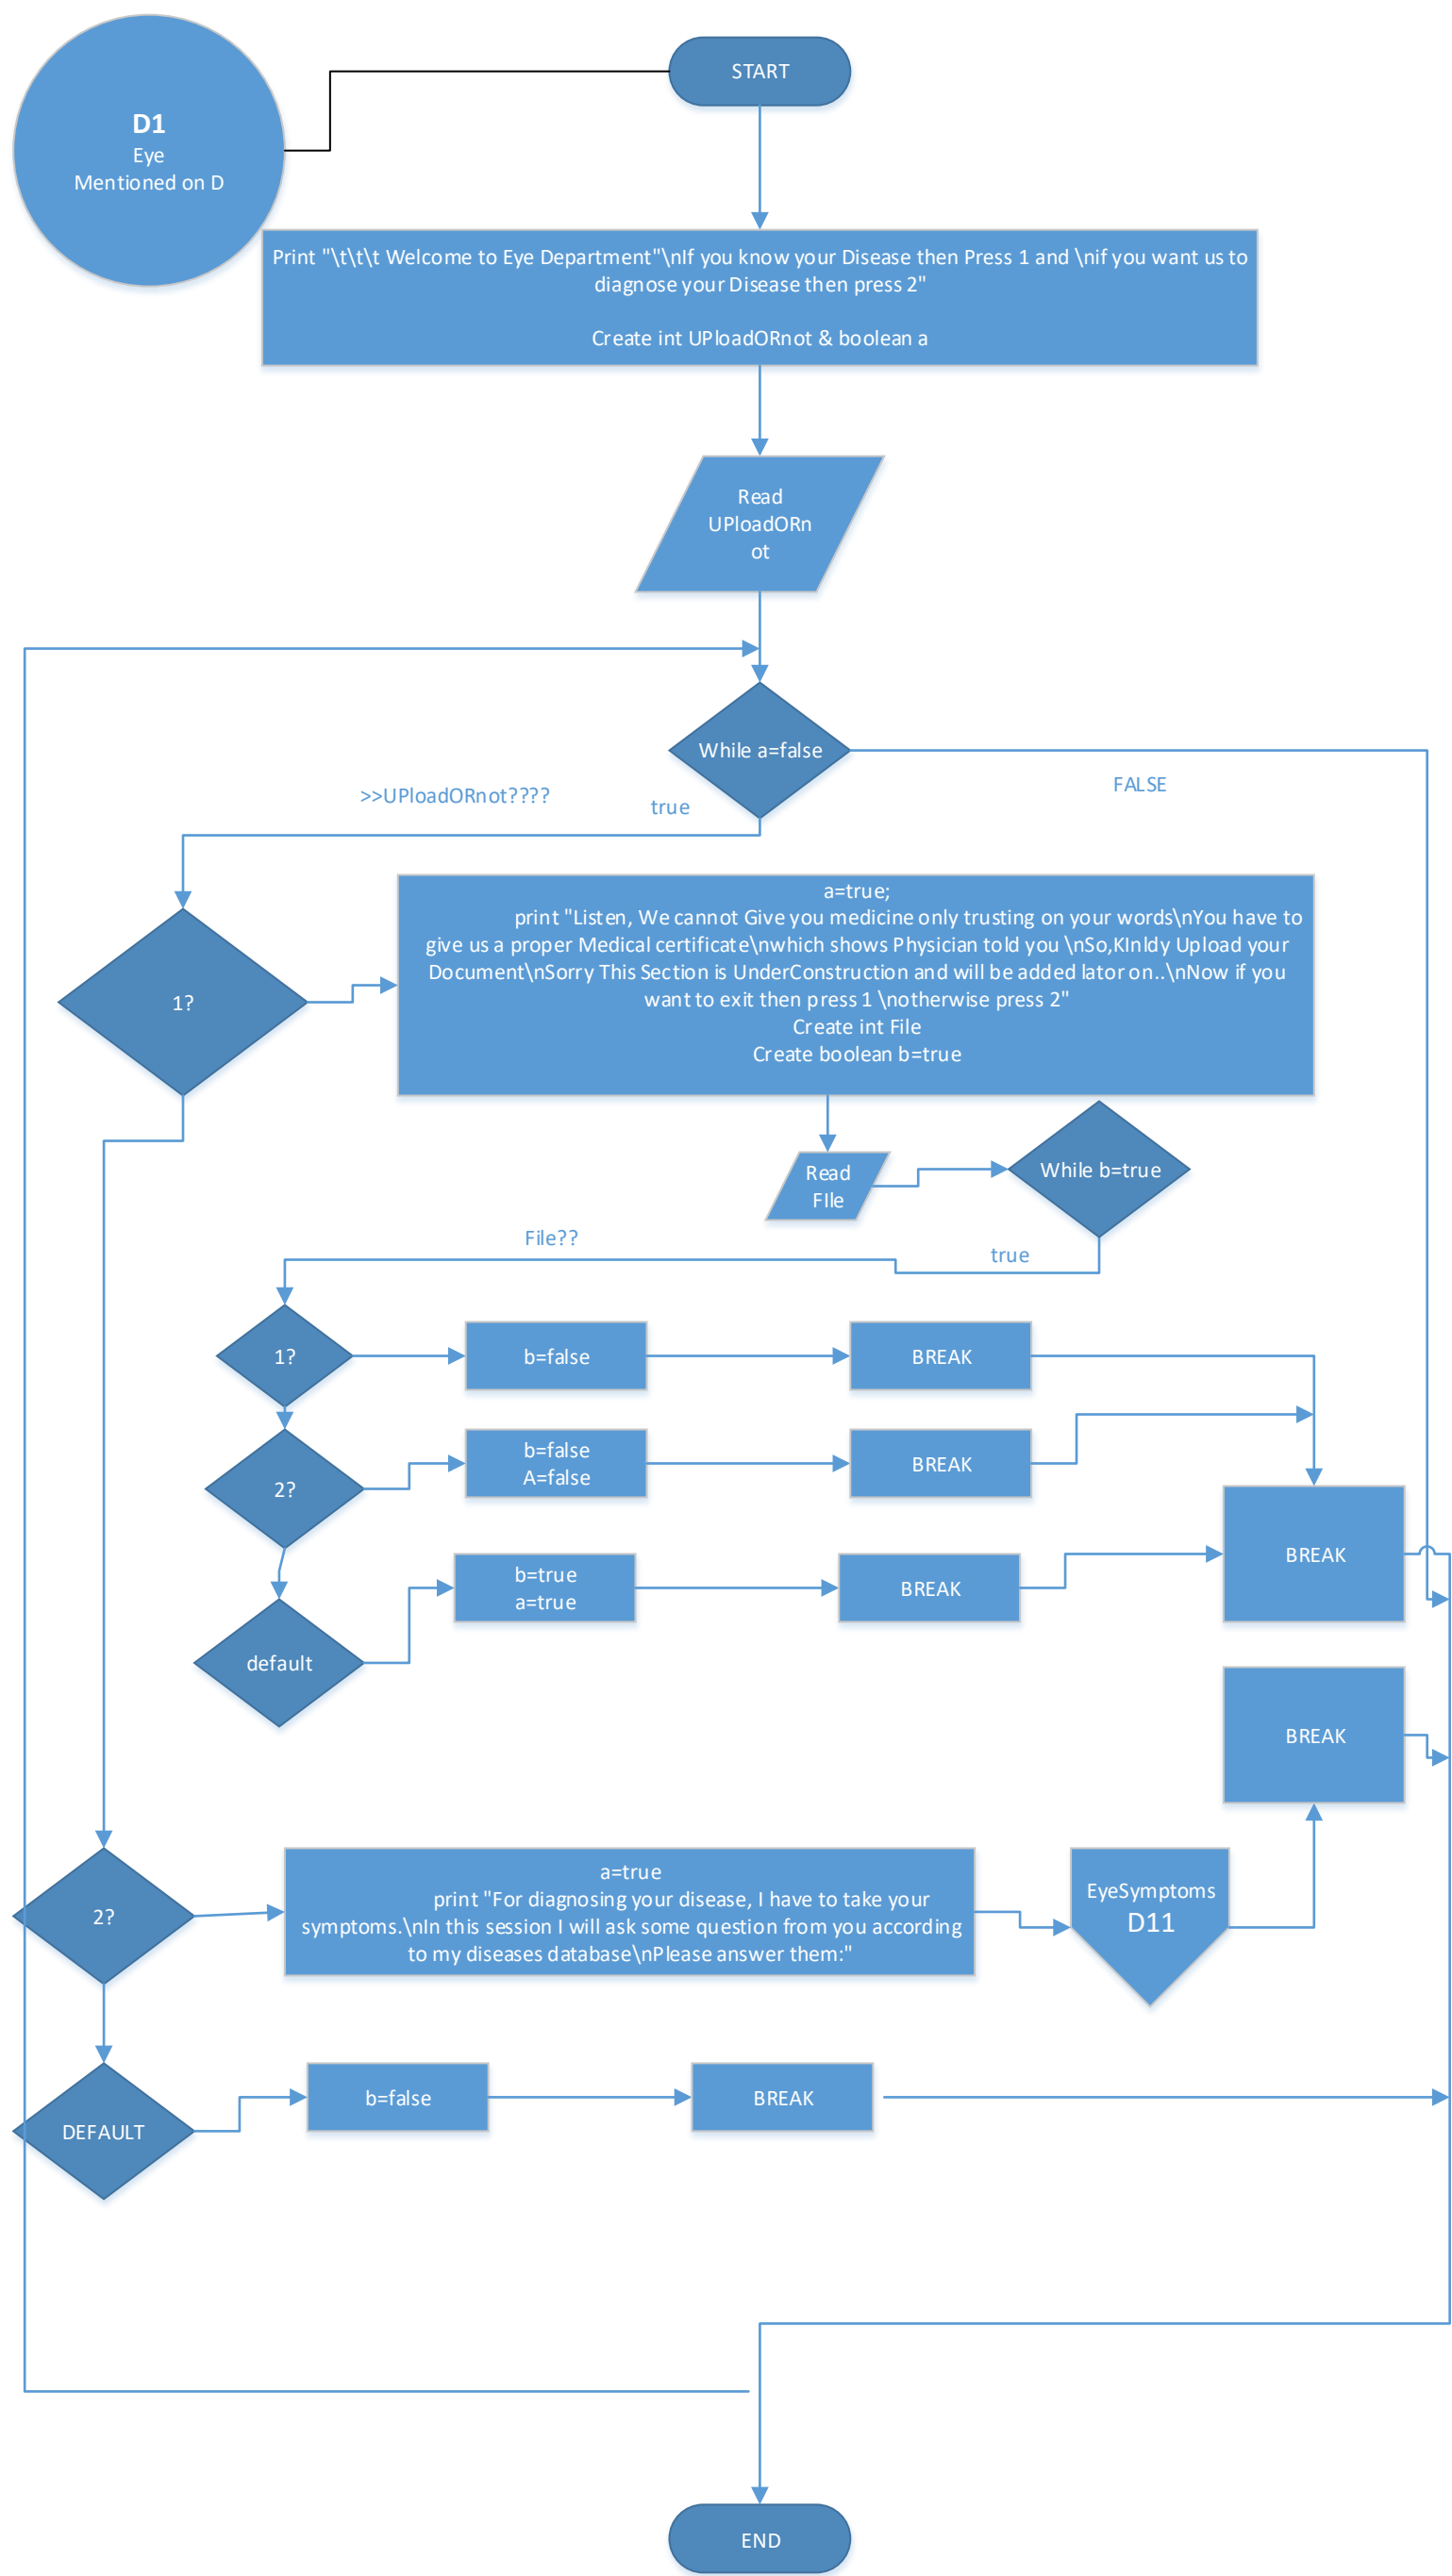 D1
Eye
Mentioned on D
START
Print "\t\t\t Welcome to Eye Department"\nIf you know your Disease then Press 1 and \nif you want us to
diagnose your Disease then press 2"
Create int UPloadORnot & boolean a
Read
UPloadORn
ot
While a=false
FALSE
>>UPloadORnot????
true
1?
a=true;
print "Listen, We cannot Give you medicine only trusting on your words\nYou have to
give us a proper Medical certificate\nwhich shows Physician told you \nSo,KInldy Upload your
Document\nSorry This Section is UnderConstruction and will be added lator on..\nNow if you
want to exit then press 1 \notherwise press 2"
Create int File
Create boolean b=true
Read
FIle
While b=true
File??
true
1?
b=false
BREAK
2?
b=false
A=false
BREAK
BREAK
default
b=true
a=true
BREAK
BREAK
2?
a=true
print "For diagnosing your disease, I have to take your
symptoms.\nIn this session I will ask some question from you according
to my diseases database\nPlease answer them:"
EyeSymptoms
D11
DEFAULT
b=false
BREAK
END